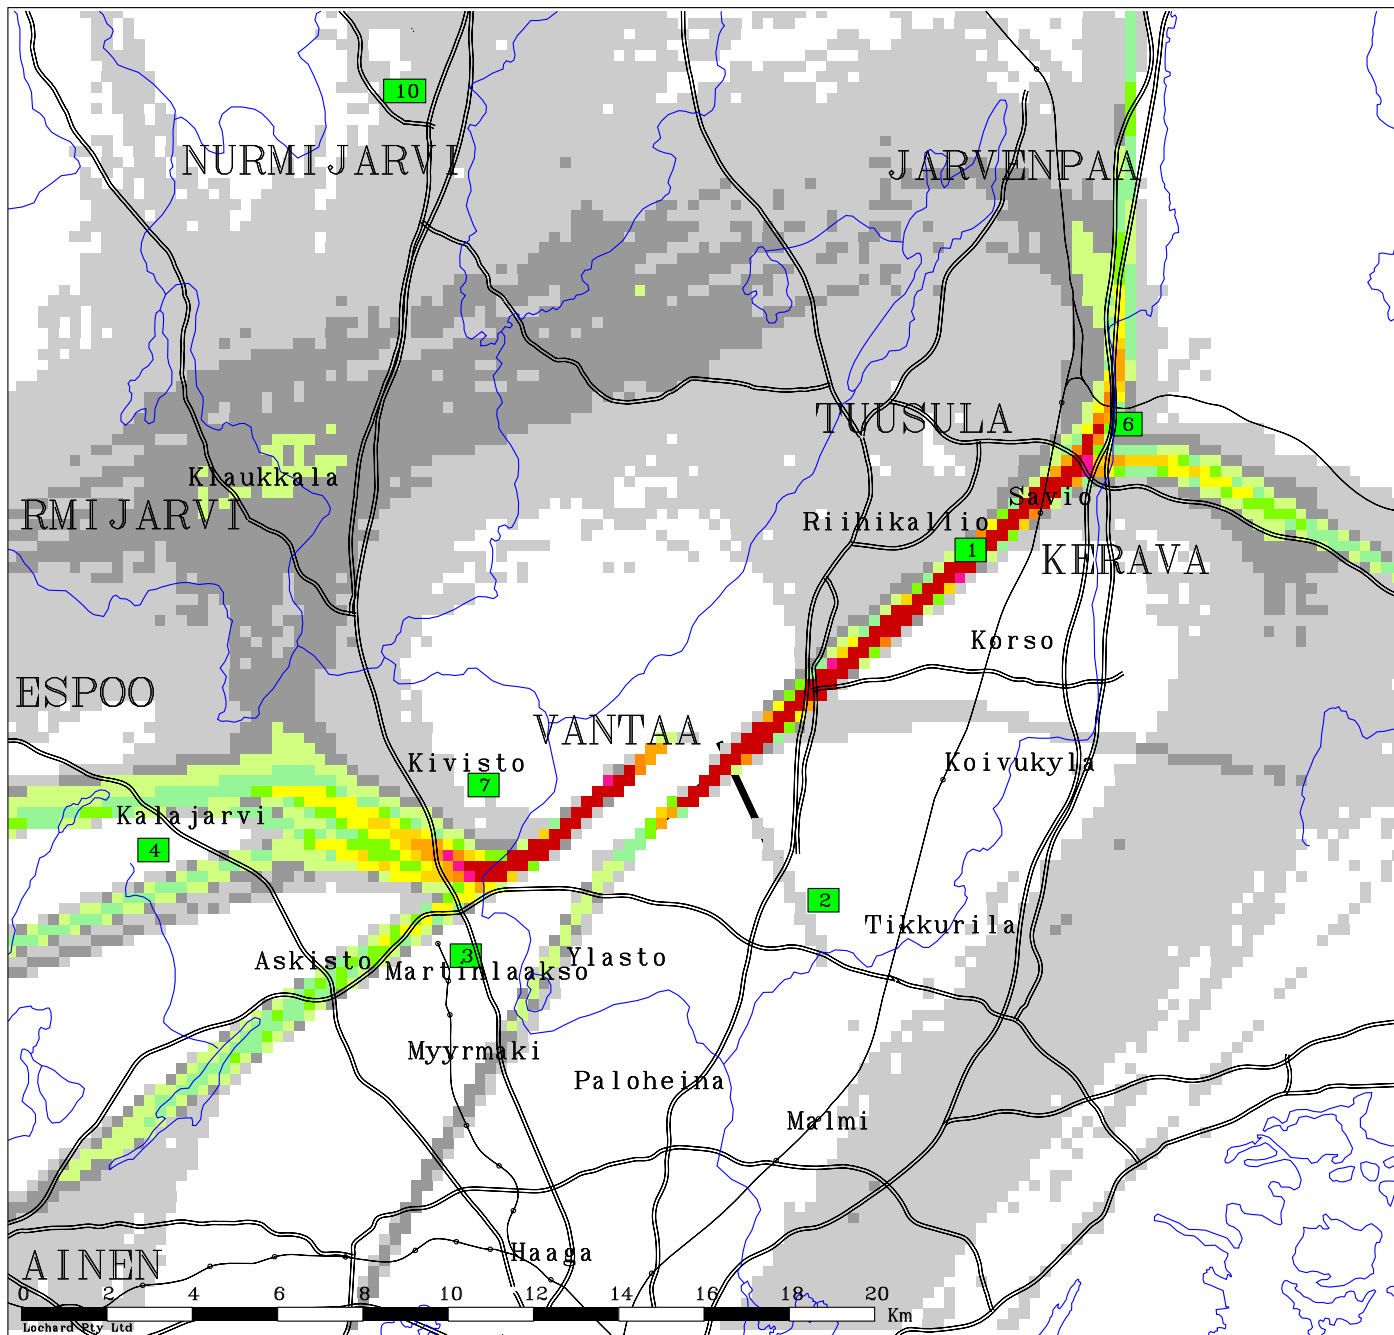 10
NURMIJARVI
JARVENPAA
TUUSULA
6
Klaukkala
Savio
RMIJARVI
Riihikallio
1
KERAVA
Korso
ESPOO
VANTAA
Kivisto
Koivukyla
7
Kalajarvi
4
2
Tikkurila
3
Ylasto
Askisto
Martinlaakso
Myyrmaki
Paloheina
Malmi
Haaga
AINEN
0 2 4 6 8 10 12 14 16 18 20
Km
Lochard Pty Ltd